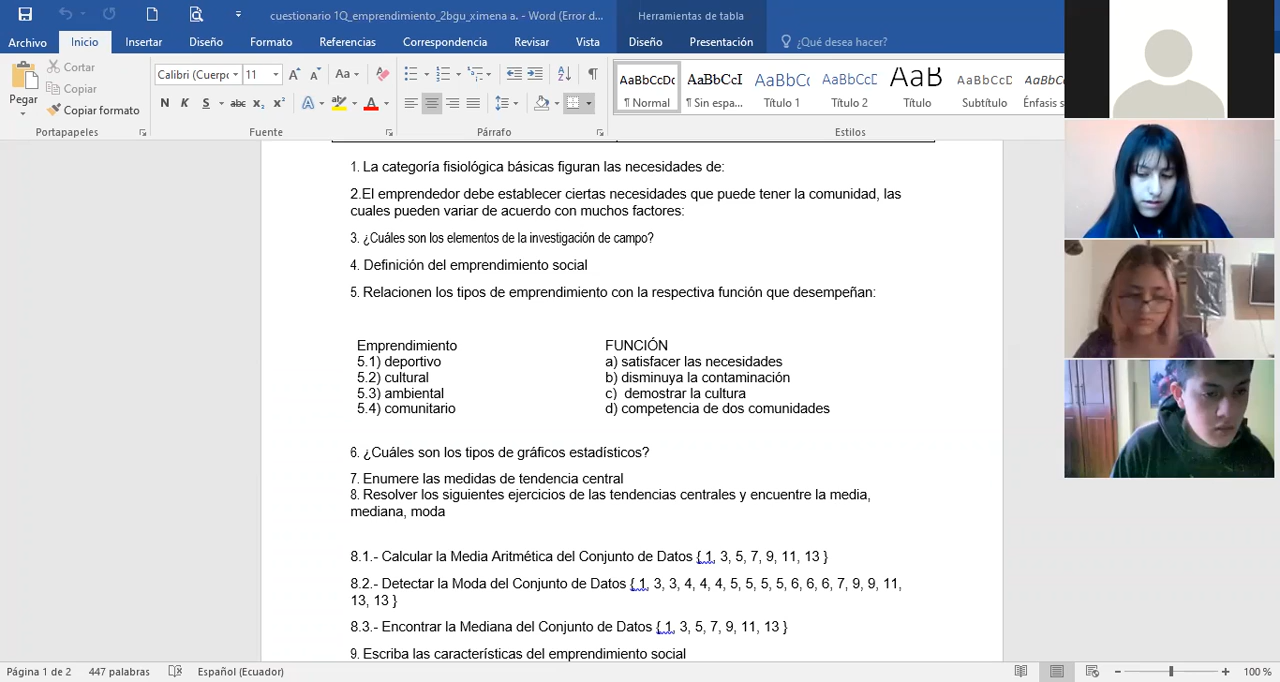 cuestionario 1Q_emprendimiento_2bgu_ximena a. - Word (Error d...
Herramientas de tabla
Archivo Inicio Insertar Diseño Formato Referencias Correspondencia Revisar Vista Diseño Presentación ¿Qué desea hacer?
Cortar
Copiar
Pegar
Copiar formato
Calibri (Cuerpo 11
N K S abc x₂ x²
AaBbCcDc AaBbCcI AaBbCc AaBbCcD AaB AaBbCcD AaBbCc
¶ Normal ¶ Sin espa... Título 1 Título 2 Título Subtítulo Énfasis s
Portapapeles Fuente Párrafo Estilos
1. La categoría fisiológica básicas figuran las necesidades de:
2.El emprendedor debe establecer ciertas necesidades que puede tener la comunidad, las
cuales pueden variar de acuerdo con muchos factores:
3. ¿Cuáles son los elementos de la investigación de campo?
4. Definición del emprendimiento social
5. Relacionen los tipos de emprendimiento con la respectiva función que desempeñan:
Emprendimiento FUNCIÓN
5.1) deportivo a) satisfacer las necesidades
5.2) cultural b) disminuya la contaminación
5.3) ambiental c) demostrar la cultura
5.4) comunitario d) competencia de dos comunidades
6. ¿Cuáles son los tipos de gráficos estadísticos?
7. Enumere las medidas de tendencia central
8. Resolver los siguientes ejercicios de las tendencias centrales y encuentre la media,
mediana, moda
8.1.- Calcular la Media Aritmética del Conjunto de Datos { 1, 3, 5, 7, 9, 11, 13 }
8.2.- Detectar la Moda del Conjunto de Datos { 1, 3, 3, 4, 4, 4, 5, 5, 5, 5, 6, 6, 6, 7, 9, 9, 11,
13, 13 }
8.3.- Encontrar la Mediana del Conjunto de Datos { 1, 3, 5, 7, 9, 11, 13 }
9. Escriba las características del emprendimiento social
Página 1 de 2 447 palabras Español (Ecuador) 100 %